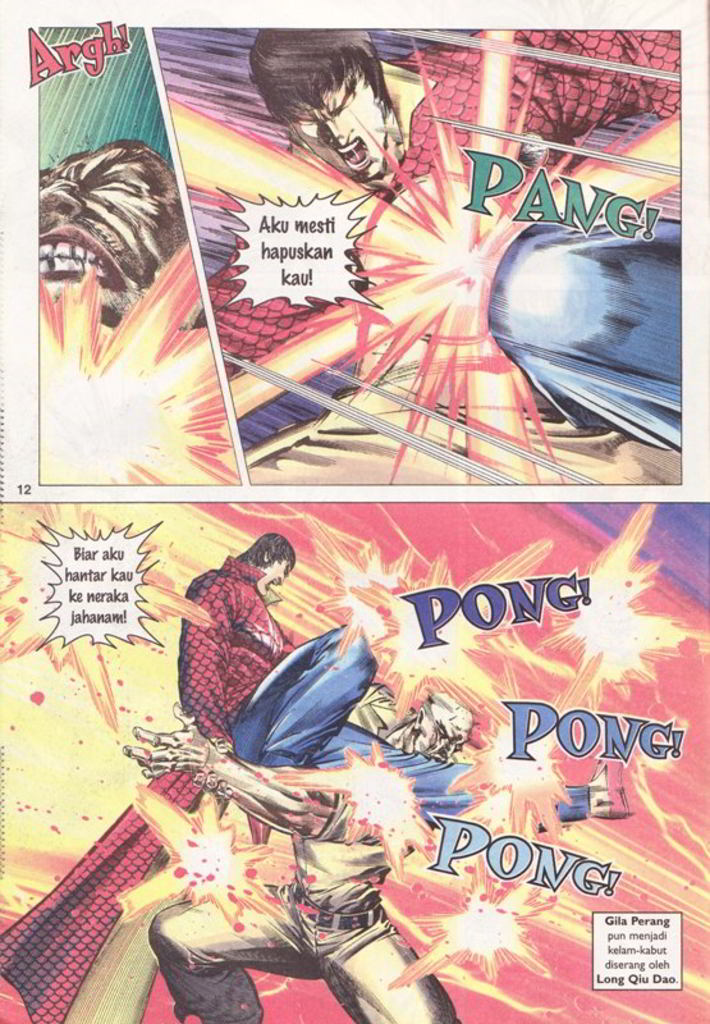 Argh!
Aku mesti
hapuskan
kau!
PANG!
12
Biar aku
hantar kau
ke neraka
jahanam!
PONG!
PONG!
PONG!
Gila Perang
pun menjadi
kelam-kabut
diserang oleh
Long Qiu Dao.